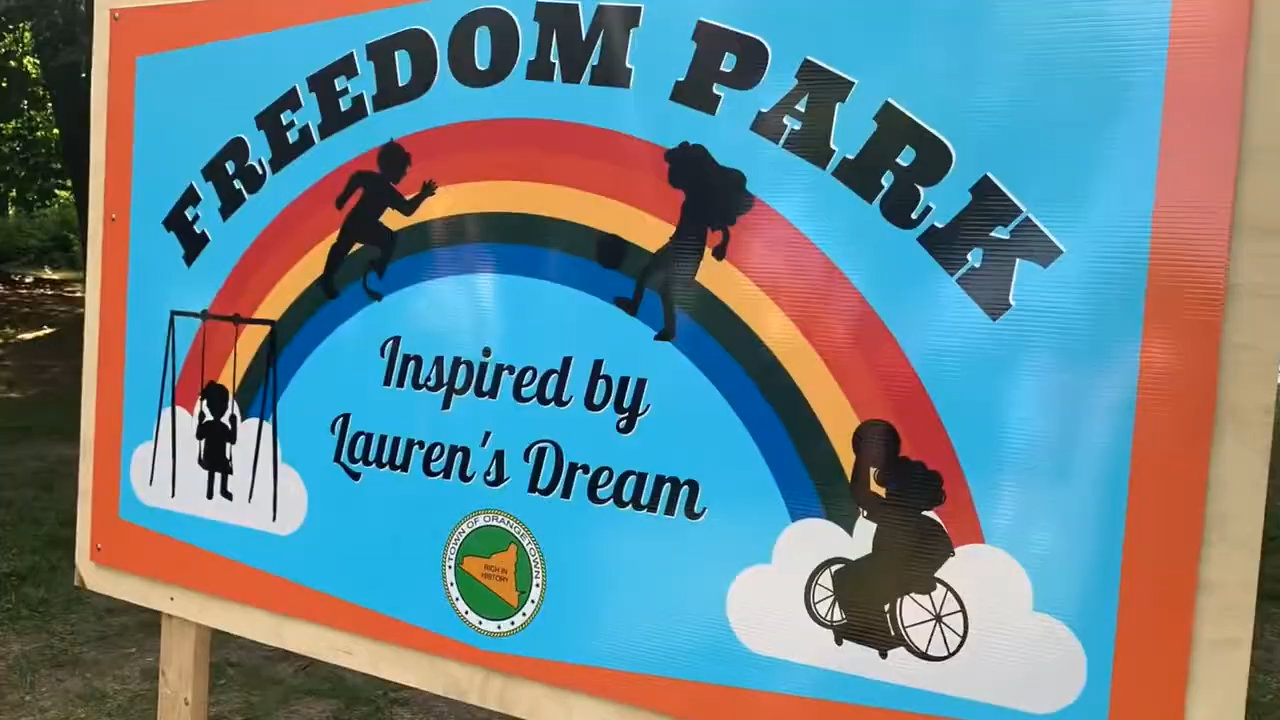 FREEDOM PARK
Inspired by
Lauren's Dream
TOWN OF ORANGETOWN
RICH IN
HISTORY